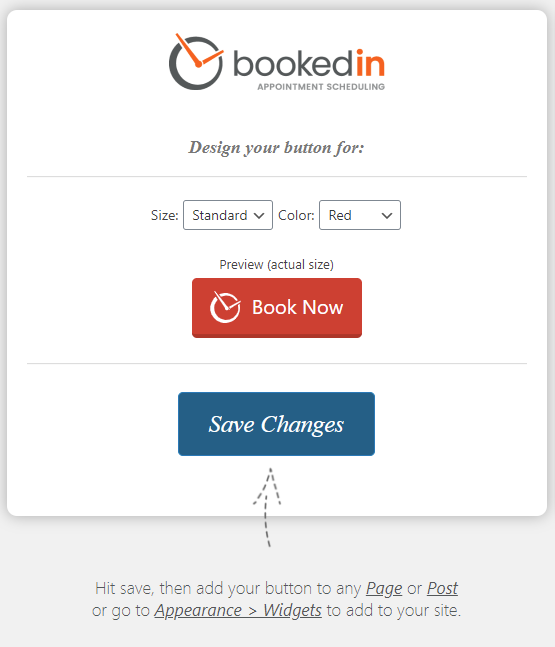 bookedin
APPOINTMENT SCHEDULING
Design your button for:
Size: Standard Color: Red
Preview (actual size)
Book Now
Save Changes
Hit save, then add your button to any Page or Post
or go to Appearance > Widgets to add to your site.